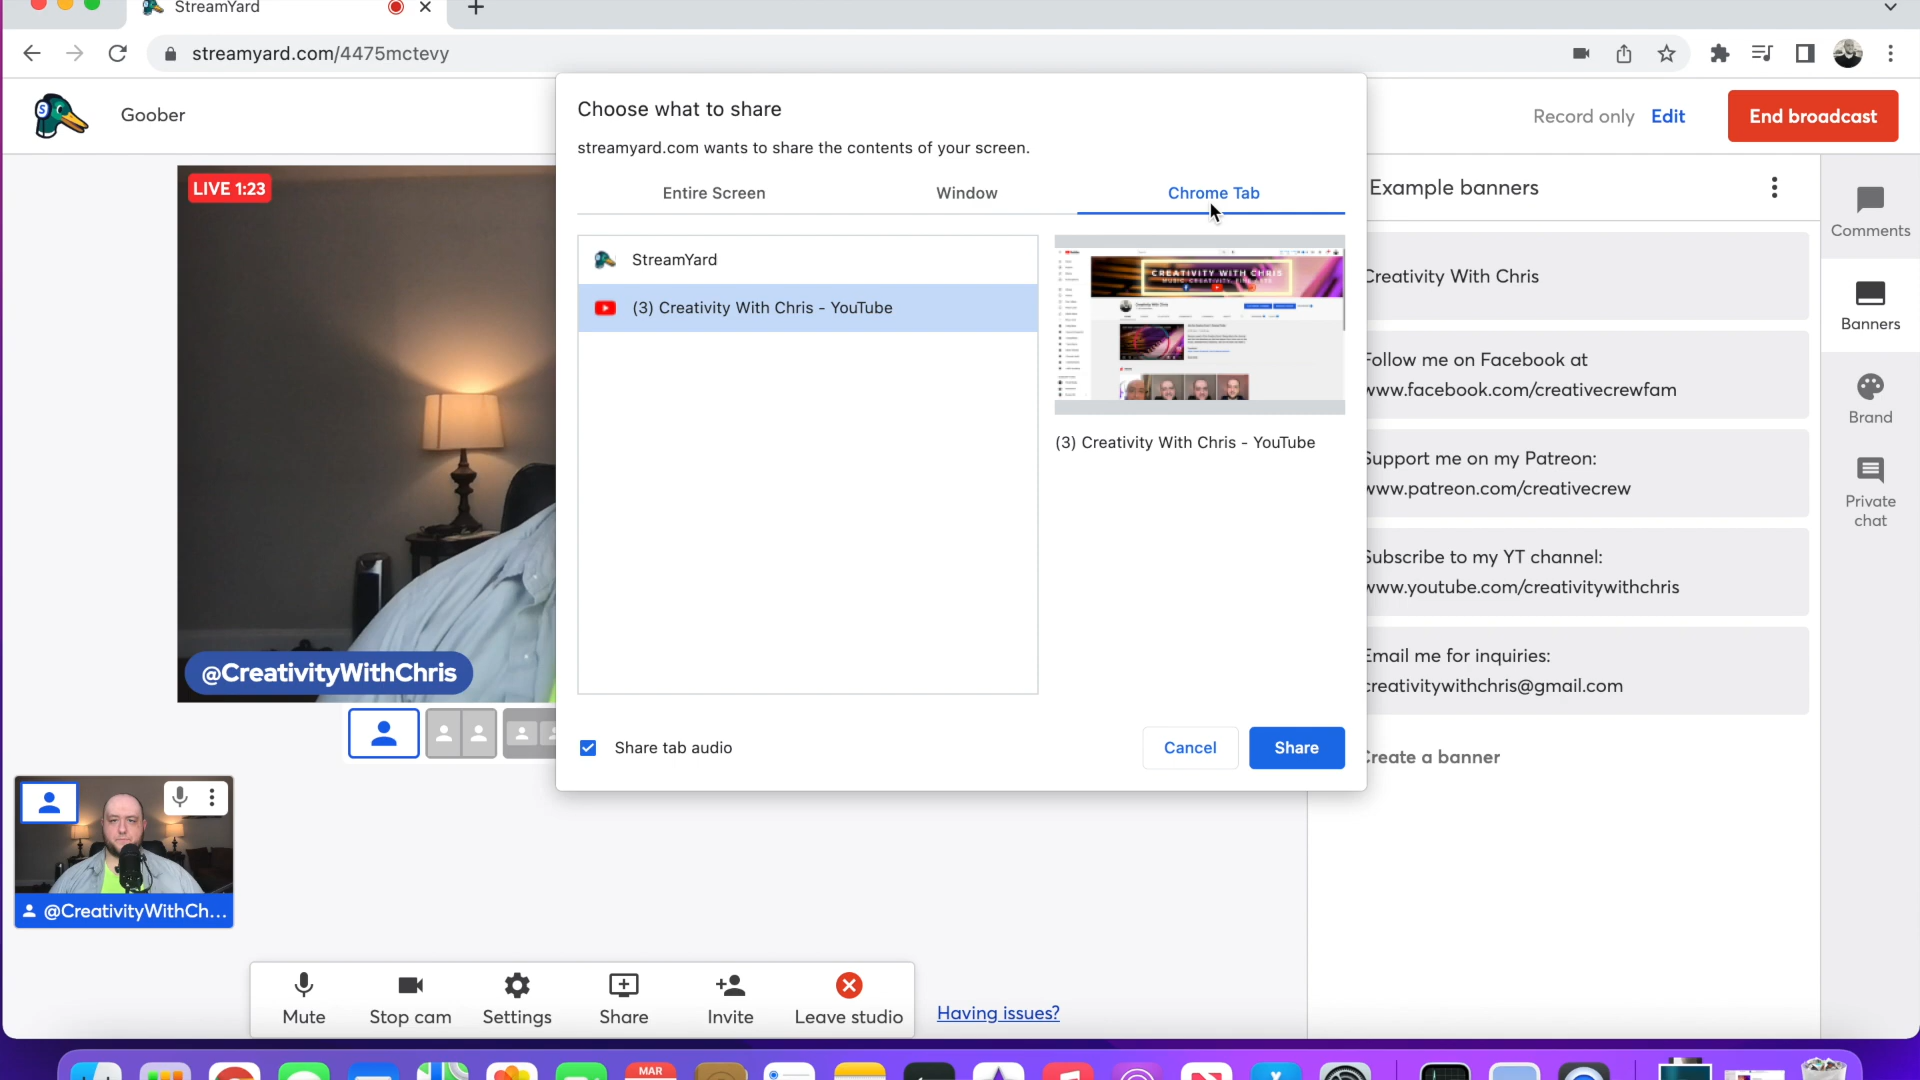 StreamYard
streamyard.com/4475mctevy
Goober
Record only
Edit
End broadcast
Choose what to share
streamyard.com wants to share the contents of your screen.
Entire Screen
Window
Chrome Tab
StreamYard
(3) Creativity With Chris - YouTube
CREATIVITY WITH CHRIS
(3) Creativity With Chris - YouTube
Share tab audio
Cancel
Share
LIVE 1:23
@CreativityWithChris
@CreativityWithCh...
Example banners
Creativity With Chris
Follow me on Facebook at
www.facebook.com/creativecrewfam
Support me on my Patreon:
www.patreon.com/creativecrew
Subscribe to my YT channel:
www.youtube.com/creativitywithchris
Email me for inquiries:
creativitywithchris@gmail.com
Create a banner
Comments
Banners
Brand
Private
chat
Mute
Stop cam
Settings
Share
Invite
Leave studio
Having issues?
MAR